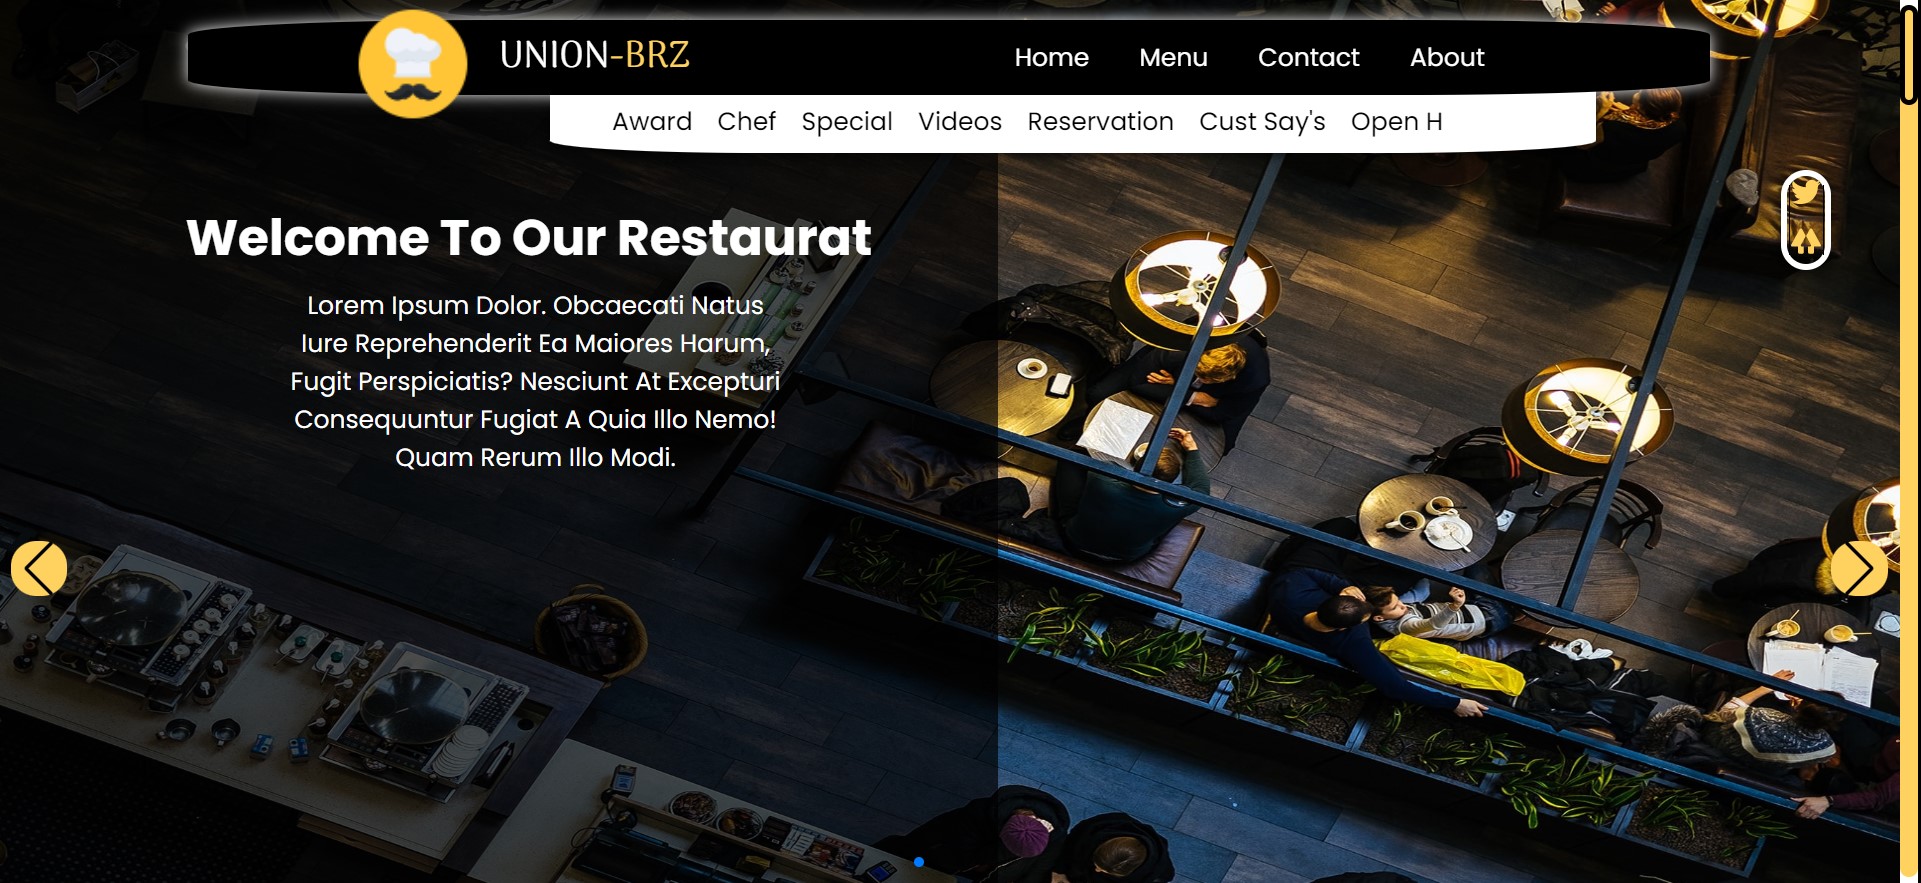 UNION-BRZ
Home Menu Contact About
Award Chef Special Videos Reservation Cust Say's Open H
Welcome To Our Restaurat
Lorem Ipsum Dolor. Obcaecati Natus
Iure Reprehenderit Ea Maiores Harum,
Fugit Perspiciatis? Nesciunt At Excepturi
Consequuntur Fugiat A Quia Illo Nemo!
Quam Rerum Illo Modi.